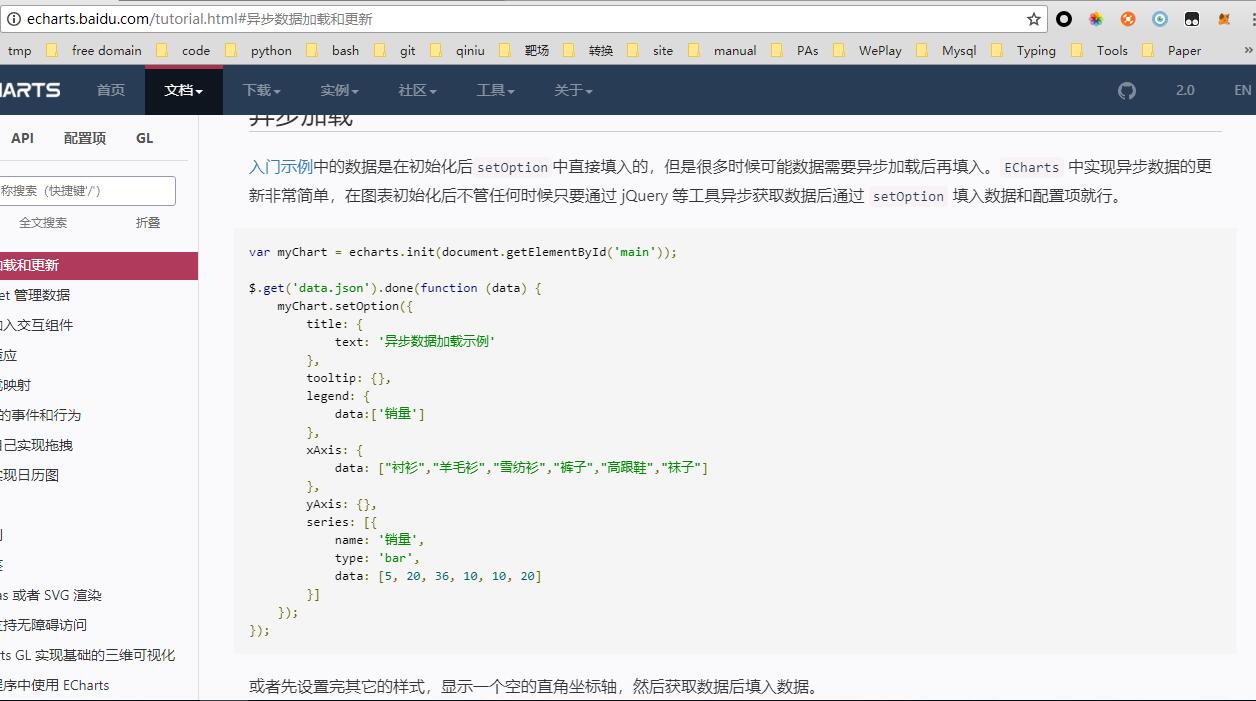 echarts.baidu.com/tutorial.html#异步数据加载和更新
tmp free domain code python bash git qiniu 靶场 转换 site manual PAs WePlay Mysql Typing Tools Paper »
HARTS 首页 文档 下载 实例 社区 工具 关于 2.0 EN
API 配置项 GL
称搜索（快捷键'/'）
全文搜索 折叠
加载和更新
et 管理数据
加入交互组件
适应
觉映射
的事件和行为
自己实现拖拽
实现日历图
as 或者 SVG 渲染
支持无障碍访问
ts GL 实现基础的三维可视化
程序中使用 ECharts
异步加载
入门示例中的数据是在初始化后 setOption 中直接填入的，但是很多时候可能数据需要异步加载后再填入。 ECharts 中实现异步数据的更
新非常简单，在图表初始化后不管任何时候只要通过 jQuery 等工具异步获取数据后通过 setOption 填入数据和配置项就行。
var myChart = echarts.init(document.getElementById('main'));
$.get('data.json').done(function (data) {
myChart.setOption({
title: {
text: '异步数据加载示例'
},
tooltip: {},
legend: {
data:['销量']
},
xAxis: {
data: ["衬衫","羊毛衫","雪纺衫","裤子","高跟鞋","袜子"]
},
yAxis: {},
series: [{
name: '销量',
type: 'bar',
data: [5, 20, 36, 10, 10, 20]
}]
});
});
或者先设置完其它的样式，显示一个空的直角坐标轴，然后获取数据后填入数据。